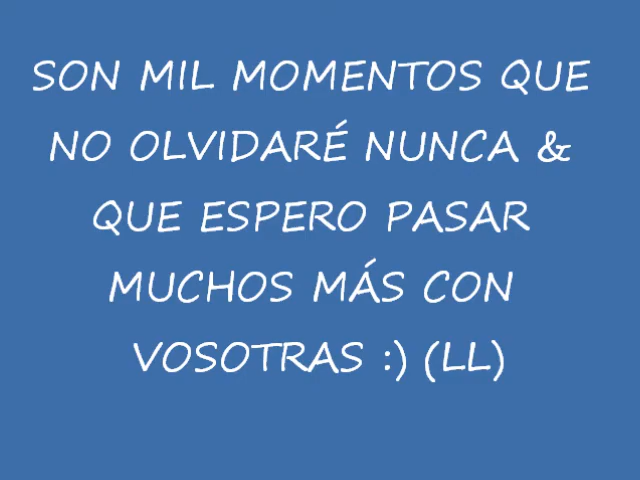 SON MIL MOMENTOS QUE
NO OLVIDARÉ NUNCA &
QUE ESPERO PASAR
MUCHOS MÁS CON
VOSOTRAS :) (LL)